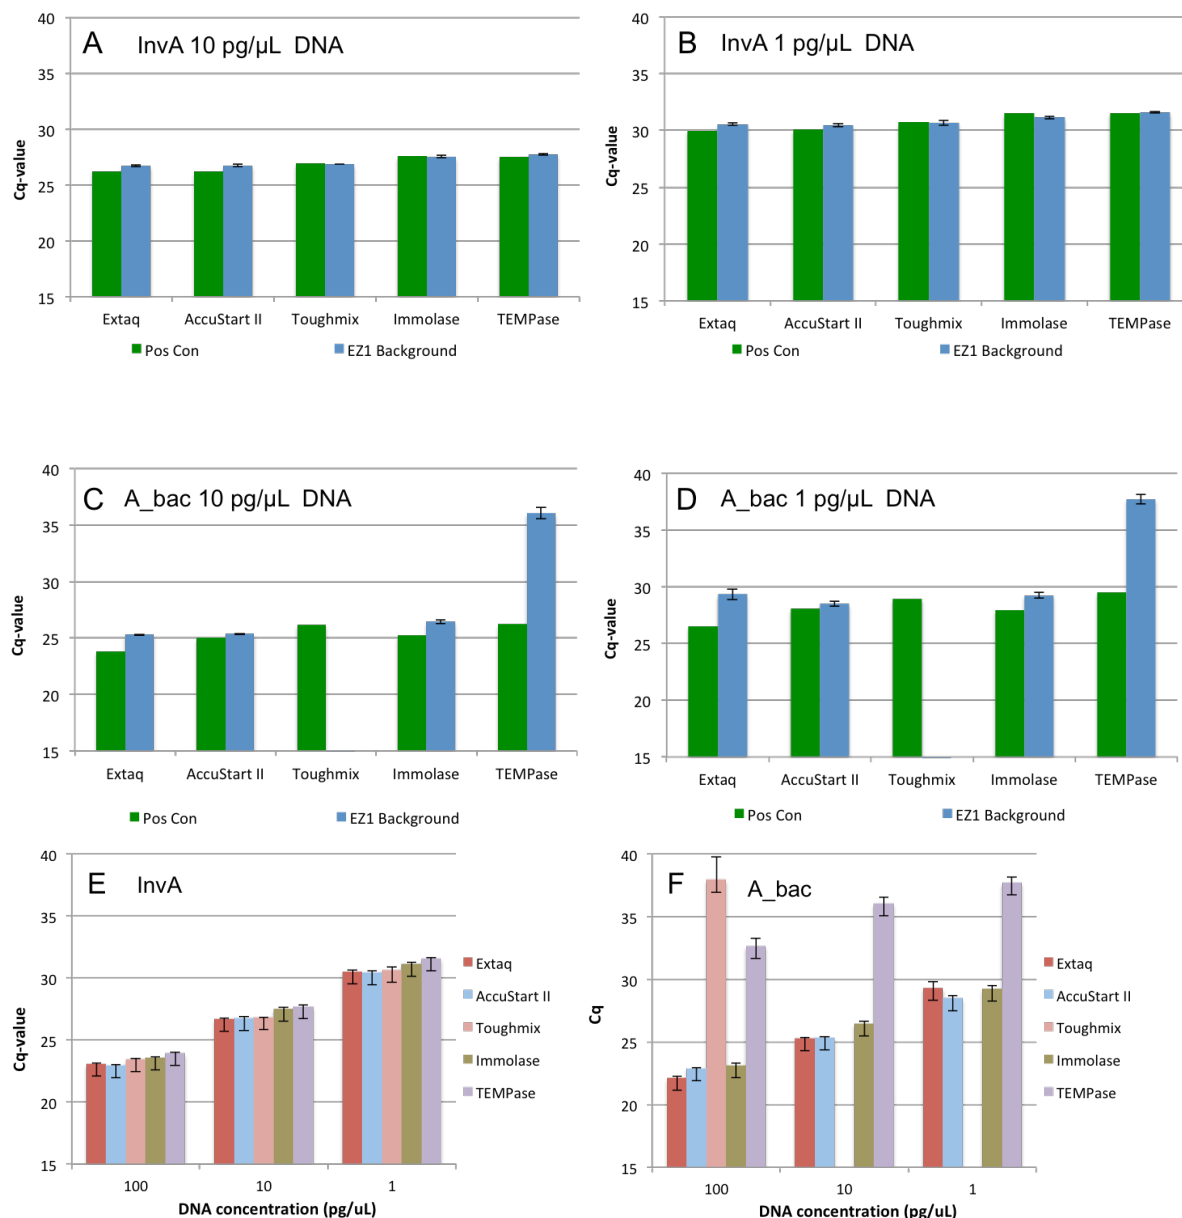 A InvA 10 pg/µL DNA
40
35
30
25
20
15
Cq-value
Extaq AccuStart II Toughmix Immolase TEMPase
Pos Con EZ1 Background
B InvA 1 pg/µL DNA
40
35
30
25
20
15
Cq-value
Extaq AccuStart II Toughmix Immolase TEMPase
Pos Con EZ1 Background
C A_bac 10 pg/µL DNA
40
35
30
25
20
15
Cq-value
Extaq AccuStart II Toughmix Immolase TEMPase
Pos Con EZ1 Background
D A_bac 1 pg/µL DNA
40
35
30
25
20
15
Cq-value
Extaq AccuStart II Toughmix Immolase TEMPase
Pos Con EZ1 Background
E InvA
40
35
30
25
20
15
Cq-value
100 10 1
DNA concentration (pg/uL)
Extaq
AccuStart II
Toughmix
Immolase
TEMPase
F A_bac
40
35
30
25
20
15
Cq
100 10 1
DNA concentration (pg/uL)
Extaq
AccuStart II
Toughmix
Immolase
TEMPase